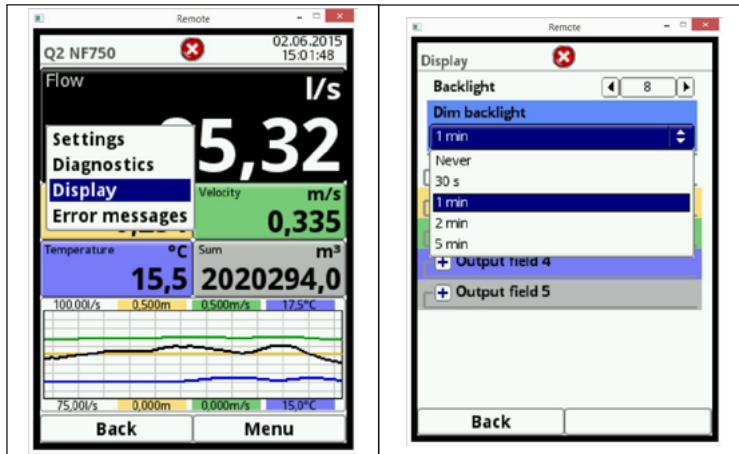 Remote
Q2 NF750
02.06.2015
15:01:48
Flow
l/s
5,32
Settings
Diagnostics
Display
Error messages
Velocity
m/s
0,335
Temperature
°C
15,5
Sum
m³
2020294,0
100,00l/s 0,500m 0,500m/s 17,5°C
75,00l/s 0,000m 0,000m/s 15,0°C
Back Menu
Remote
Display
Backlight 8
Dim backlight
1 min
Never
30 s
1 min
2 min
5 min
Output field 4
Output field 5
Back